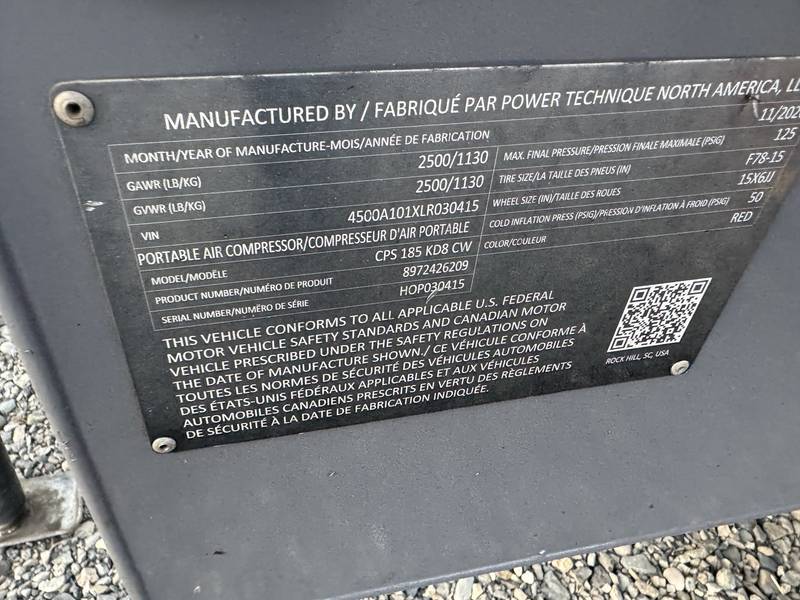 MANUFACTURED BY / FABRIQUÉ PAR POWER TECHNIQUE NORTH AMERICA,
MONTH/YEAR OF MANUFACTURE-MOIS/ANNÉE DE FABRICATION
GAWR (LB/KG) 2500/1130 MAX. FINAL PRESSURE/PRESSION FINALE MAXIMALE (PSIG) 125
GVWR (LB/KG) 2500/1130 TIRE SIZE/LA TAILLE DES PNEUS (IN) F78-15
VIN 4500A101XLR030415 WHEEL SIZE (IN)/TAILLE DES ROUES 15X6JJ
PORTABLE AIR COMPRESSOR/COMPRESSEUR D'AIR PORTABLE COLD INFLATION PRESS (PSIG)/PRESSION D'INFLATION À FROID (PSIG) 50
MODEL/MODÈLE CPS 185 KD8 CW COLOR/COULEUR RED
PRODUCT NUMBER/NUMÉRO DE PRODUIT 8972426209
SERIAL NUMBER/NUMÉRO DE SÉRIE HOP030415
THIS VEHICLE CONFORMS TO ALL APPLICABLE U.S. FEDERAL
MOTOR VEHICLE SAFETY STANDARDS AND CANADIAN MOTOR
VEHICLE PRESCRIBED UNDER THE SAFETY REGULATIONS ON
THE DATE OF MANUFACTURE SHOWN./ CE VÉHICULE CONFORME À
TOUTES LES NORMES DE SÉCURITÉ DES VÉHICULES AUTOMOBILES
DES ÉTATS-UNIS FÉDÉRAUX APPLICABLES ET AUX VÉHICULES
AUTOMOBILES CANADIENS PRESCRITS EN VERTU DES RÈGLEMENTS
DE SÉCURITÉ À LA DATE DE FABRICATION INDIQUÉE.
ROCK HILL, SC, USA